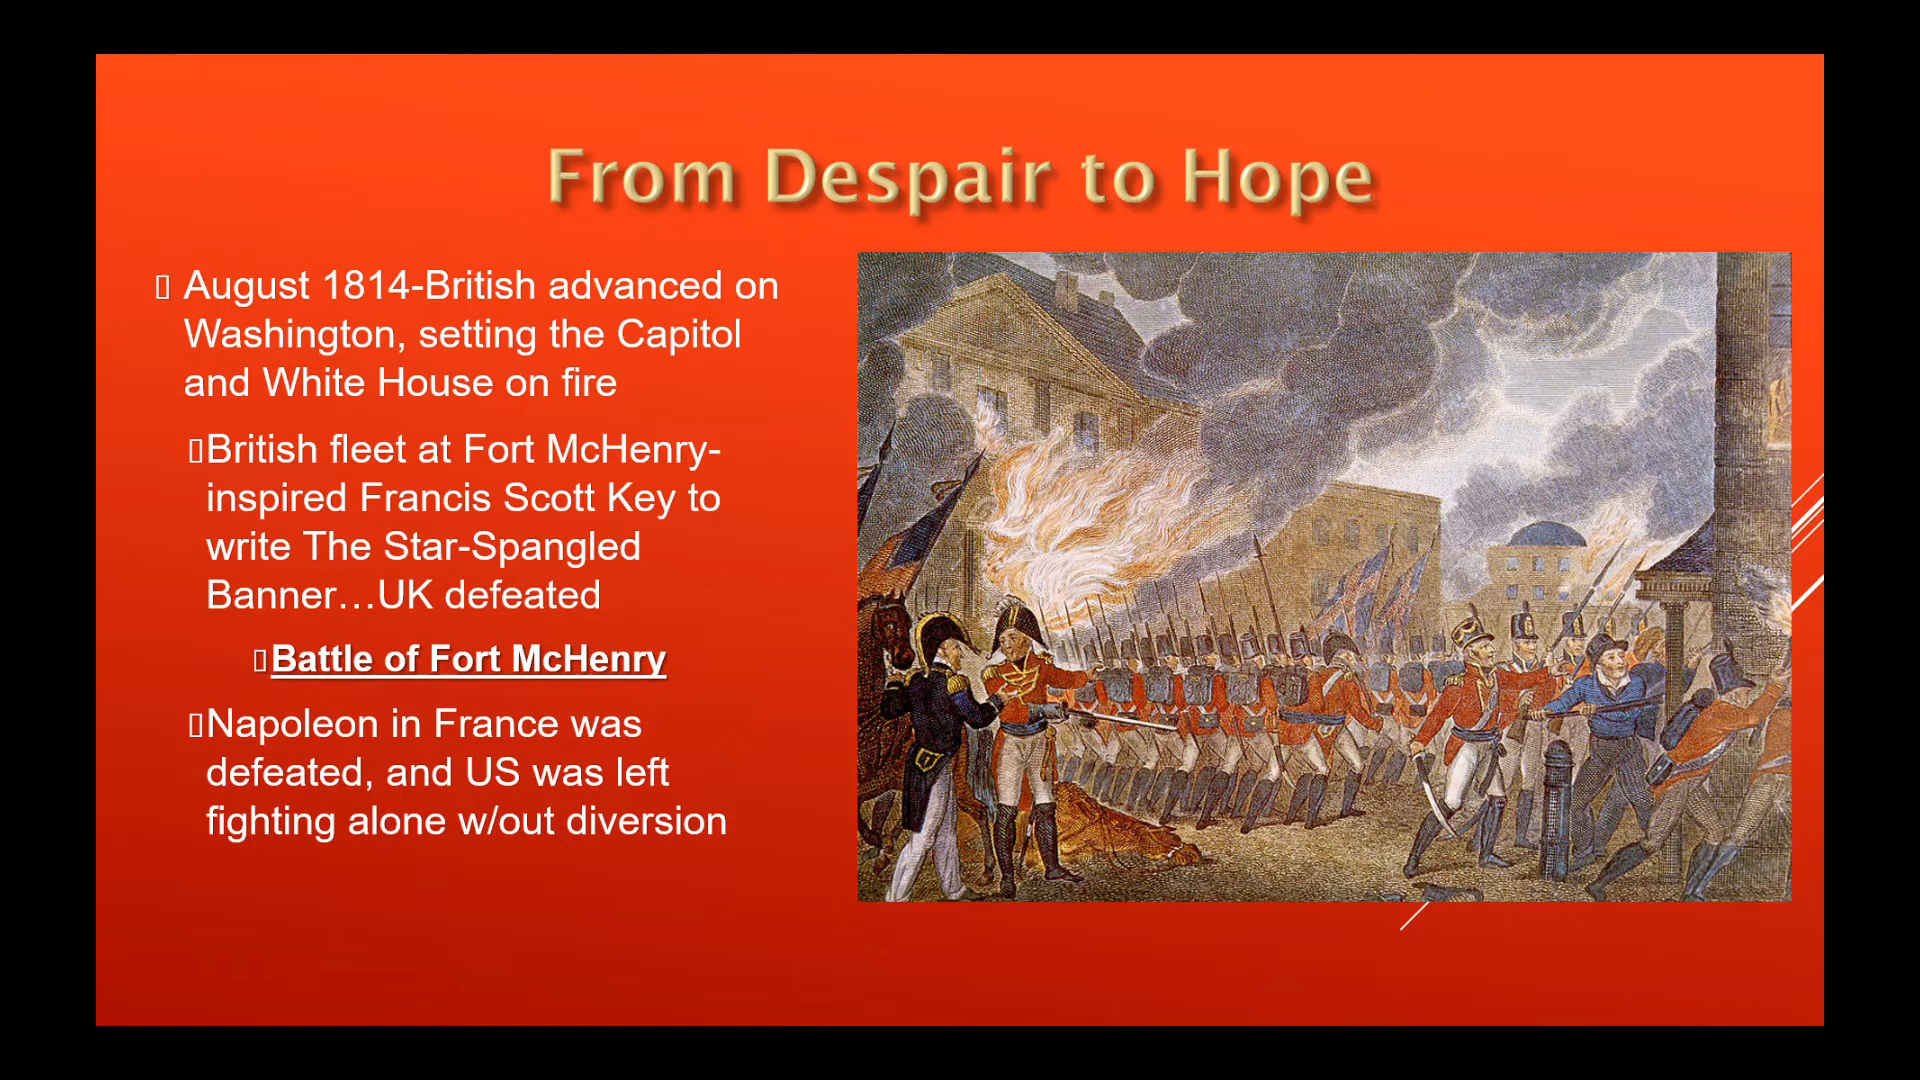 From Despair to Hope
August 1814-British advanced on
Washington, setting the Capitol
and White House on fire
British fleet at Fort McHenry-
inspired Francis Scott Key to
write The Star-Spangled
Banner…UK defeated
Battle of Fort McHenry
Napoleon in France was
defeated, and US was left
fighting alone w/out diversion